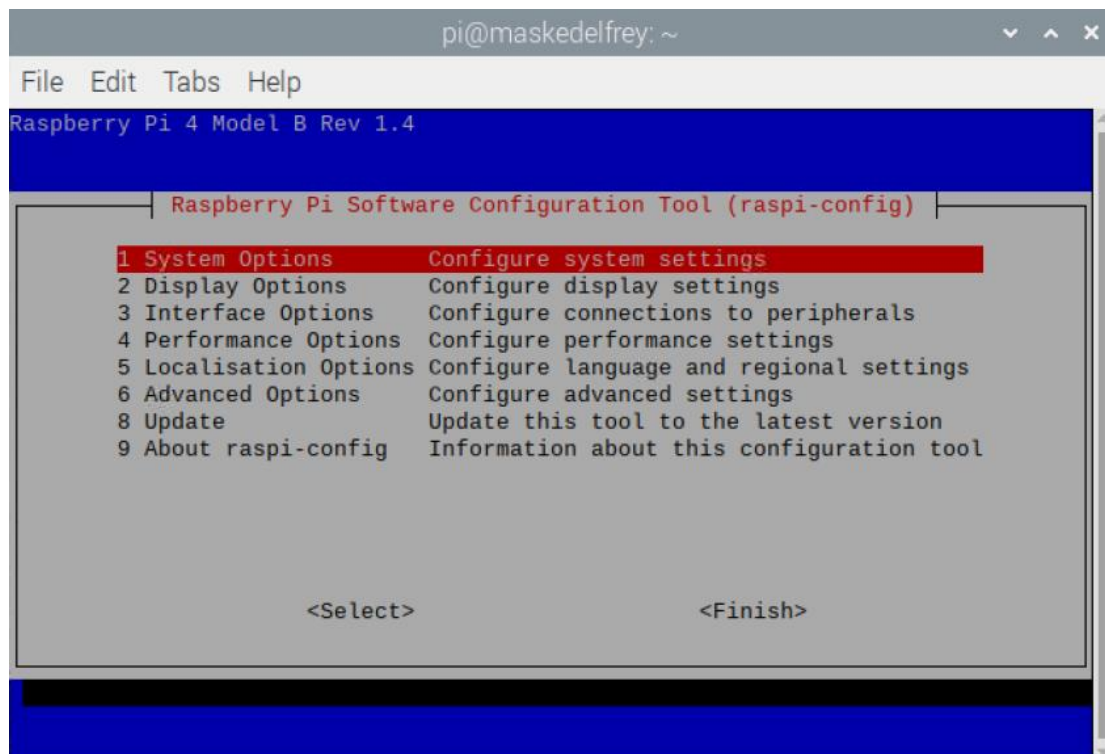 pi@maskedelfrey: ~
File Edit Tabs Help
Raspberry Pi 4 Model B Rev 1.4
Raspberry Pi Software Configuration Tool (raspi-config)
1 System Options Configure system settings
2 Display Options Configure display settings
3 Interface Options Configure connections to peripherals
4 Performance Options Configure performance settings
5 Localisation Options Configure language and regional settings
6 Advanced Options Configure advanced settings
8 Update Update this tool to the latest version
9 About raspi-config Information about this configuration tool
<Select> <Finish>